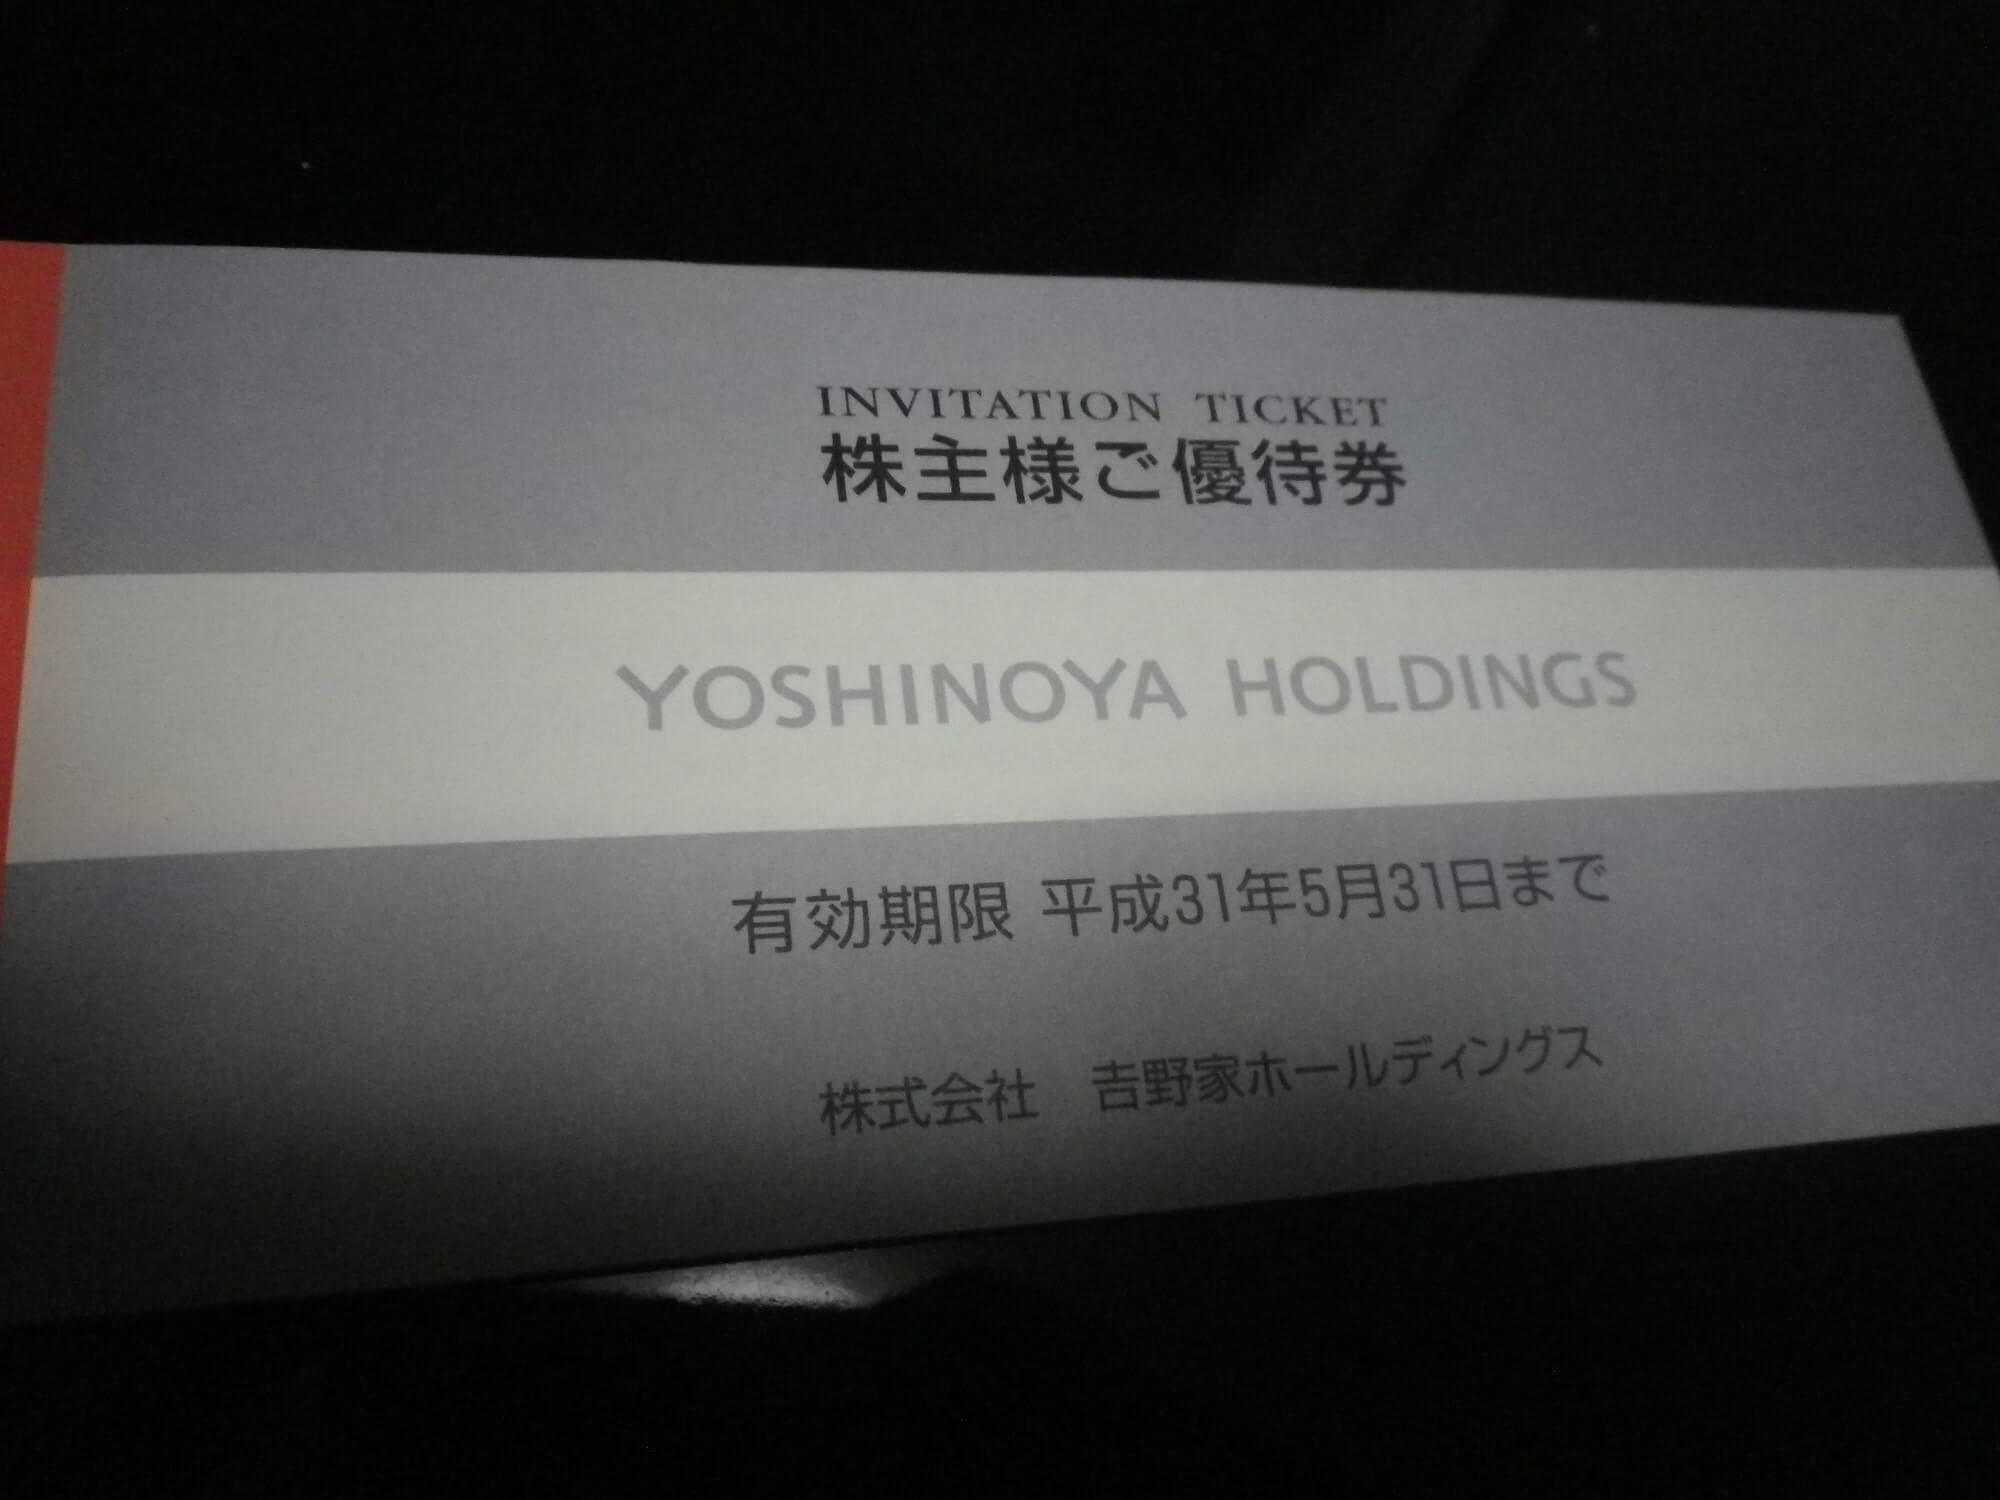 INVITATION TICKET
株主様ご優待券
YOSHINOYA HOLDINGS
有効期限 平成31年5月31日まで
株式会社 𠮷野家ホールディングス